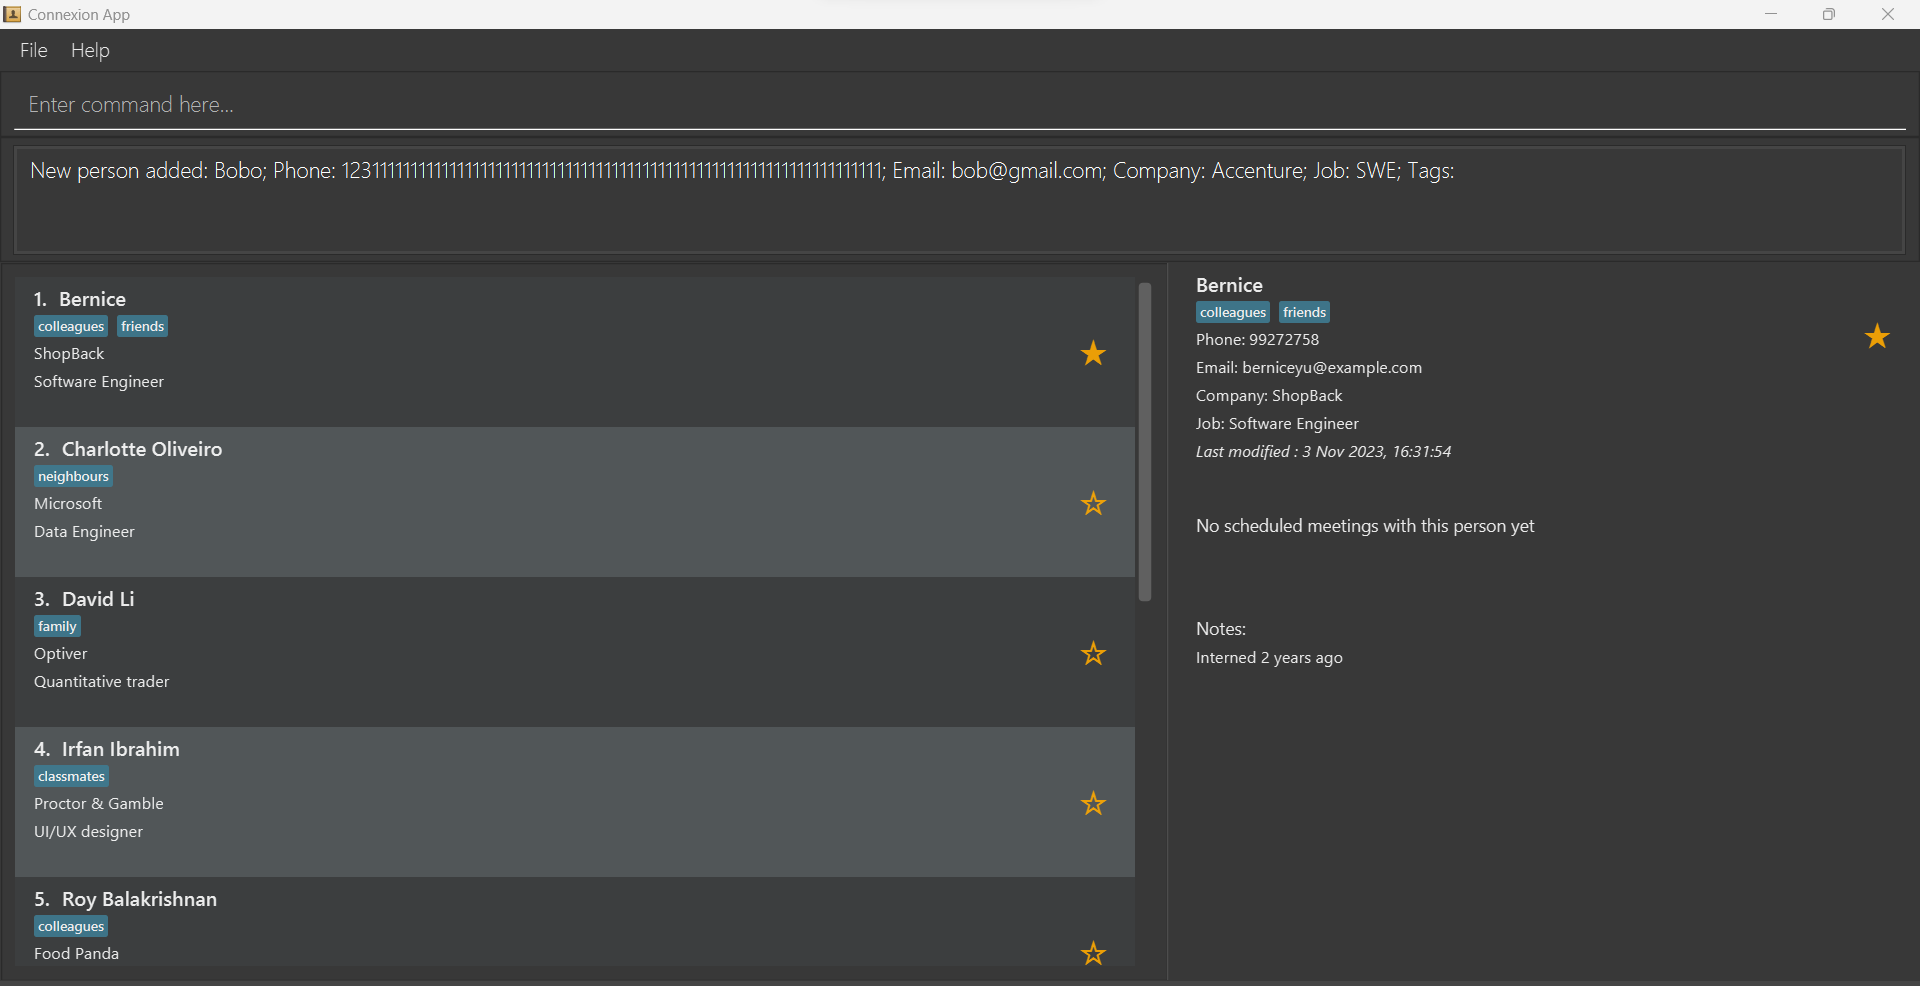 Connexion App
File Help
Enter command here...
New person added: Bobo; Phone: 12311111111111111111111111111111111111111111111111111111111111111111111; Email: bob@gmail.com; Company: Accenture; Job: SWE; Tags:
1. Bernice
colleagues friends
ShopBack
Software Engineer
2. Charlotte Oliveiro
neighbours
Microsoft
Data Engineer
3. David Li
family
Optiver
Quantitative trader
4. Irfan Ibrahim
classmates
Proctor & Gamble
UI/UX designer
5. Roy Balakrishnan
colleagues
Food Panda
Bernice
colleagues friends
Phone: 99272758
Email: berniceyu@example.com
Company: ShopBack
Job: Software Engineer
Last modified : 3 Nov 2023, 16:31:54
No scheduled meetings with this person yet
Notes:
Interned 2 years ago